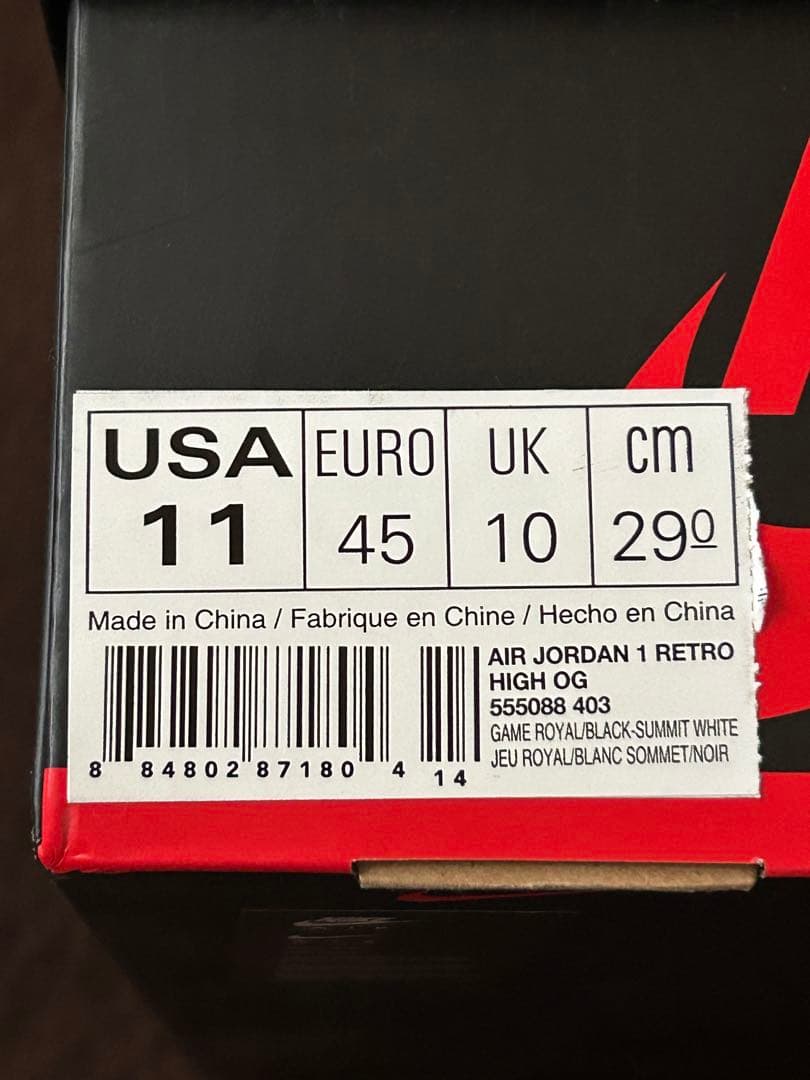 USA EURO UK cm
11 45 10 290
Made in China / Fabrique en Chine / Hecho en China
AIR JORDAN 1 RETRO
HIGH OG
555088 403
GAME ROYAL/BLACK-SUMMIT WHITE
JEU ROYAL/BLANC SOMMET/NOIR
8 84802 87180 4 14